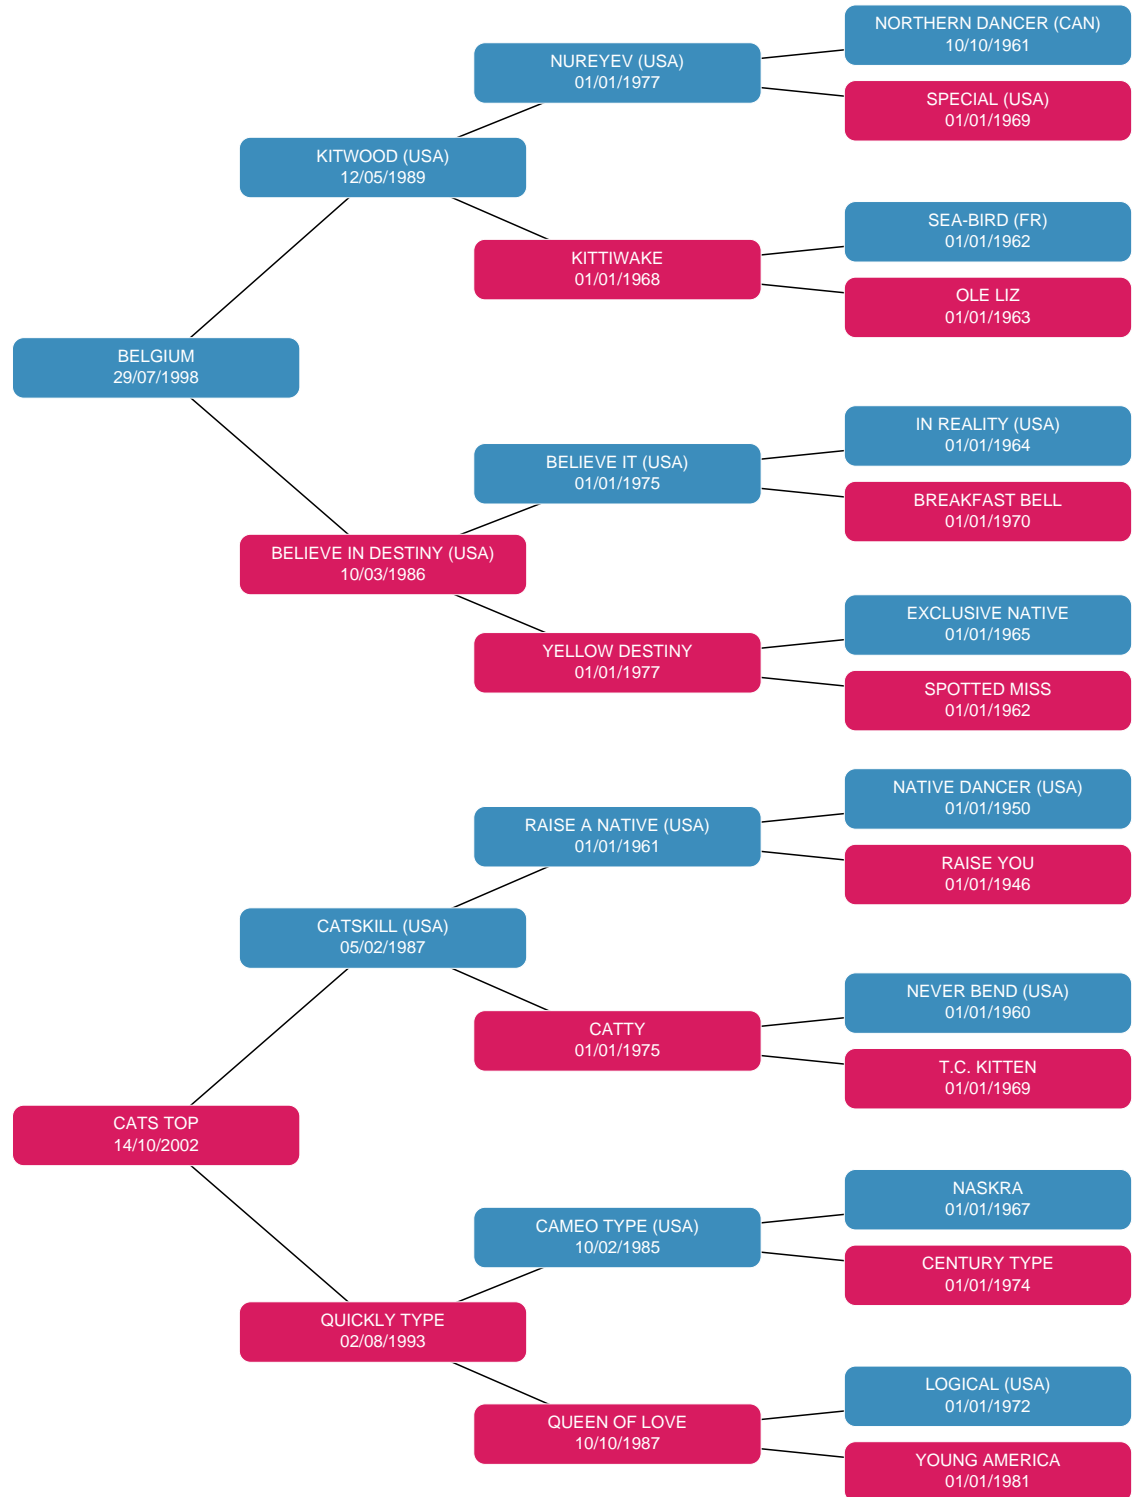 NORTHERN DANCER (CAN)
10/10/1961
NUREYEV (USA)
01/01/1977
SPECIAL (USA)
01/01/1969
KITWOOD (USA)
12/05/1989
SEA-BIRD (FR)
01/01/1962
KITTIWAKE
01/01/1968
OLE LIZ
01/01/1963
BELGIUM
29/07/1998
IN REALITY (USA)
01/01/1964
BELIEVE IT (USA)
01/01/1975
BREAKFAST BELL
01/01/1970
BELIEVE IN DESTINY (USA)
10/03/1986
EXCLUSIVE NATIVE
01/01/1965
YELLOW DESTINY
01/01/1977
SPOTTED MISS
01/01/1962
NATIVE DANCER (USA)
01/01/1950
RAISE A NATIVE (USA)
01/01/1961
RAISE YOU
01/01/1946
CATSKILL (USA)
05/02/1987
NEVER BEND (USA)
01/01/1960
CATTY
01/01/1975
T.C. KITTEN
01/01/1969
CATS TOP
14/10/2002
NASKRA
01/01/1967
CAMEO TYPE (USA)
10/02/1985
CENTURY TYPE
01/01/1974
QUICKLY TYPE
02/08/1993
LOGICAL (USA)
01/01/1972
QUEEN OF LOVE
10/10/1987
YOUNG AMERICA
01/01/1981